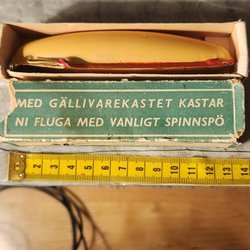 MED GÄLLIVAREKASTET KASTAR
NI FLUGA MED VANLIGT SPINNSPÖ
1 2 3 4 5 6 7 8 9 10 11 12 13 14